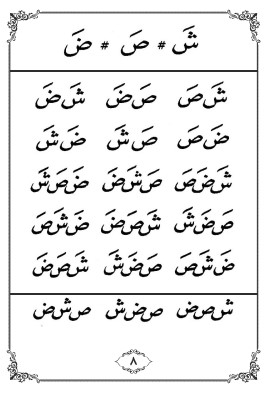 شَ # صَ # ضَ
شَصَ صَضَ شَضَ
ضَصَ صَشَ ضَشَ
شَضَصَ صَشَضَ ضَصَشَ
صَضَشَ شَصَضَ ضَشَصَ
ضَشَصَ صَضَشَ شَصَضَ
شصض صضش صشض
٨